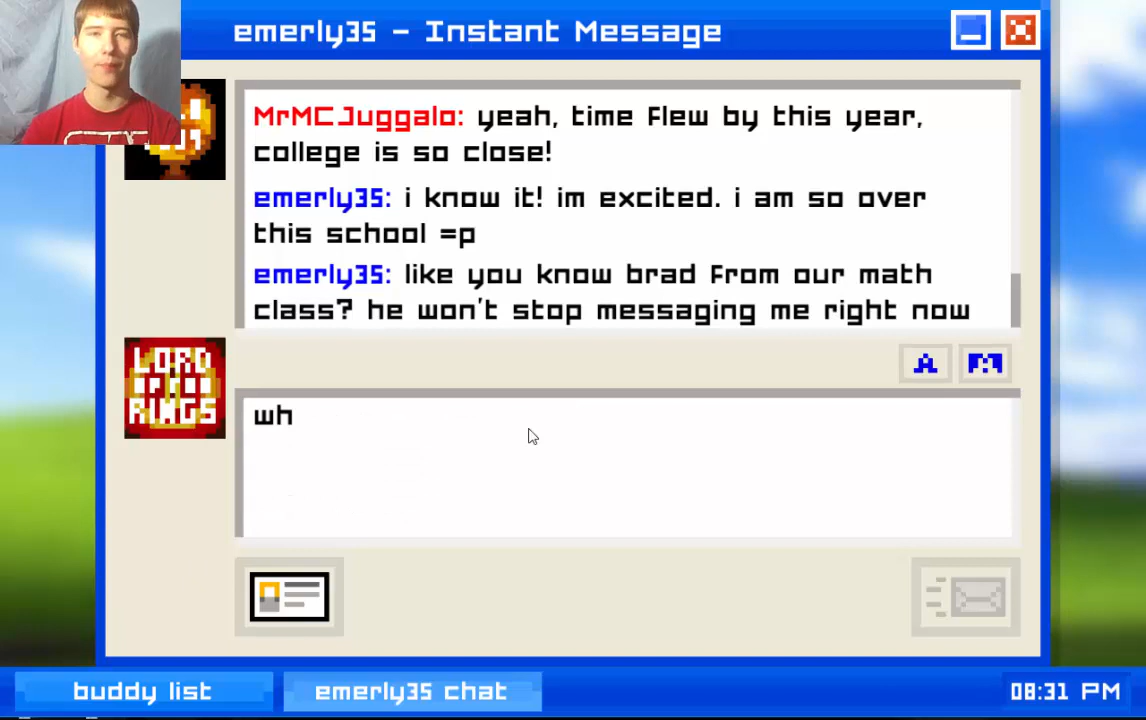 emerly35 - Instant Message
MrMCJuggalo: yeah, time flew by this year,
college is so close!
emerly35: i know it! im excited. i am so over
this school =p
emerly35: like you know brad from our math
class? he won't stop messaging me right now
LORD
OF THE
RINGS
A
wh
buddy list
emerly35 chat
08:31 PM